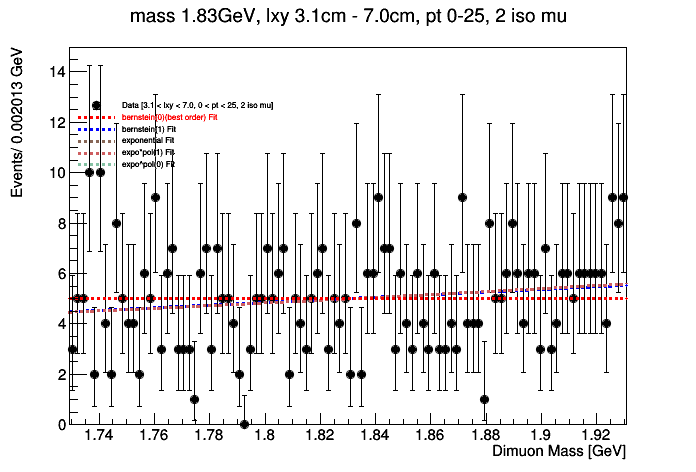 mass 1.83GeV, lxy 3.1cm - 7.0cm, pt 0-25, 2 iso mu
Events/ 0.002013 GeV
14
12
10
8
6
4
2
0
Data [3.1 < lxy < 7.0, 0 < pt < 25, 2 iso mu]
bernstein(0)(best order) Fit
bernstein(1) Fit
exponential Fit
expo*pol(1) Fit
expo^pol(0) Fit
1.74 1.76 1.78 1.8 1.82 1.84 1.86 1.88 1.9 1.92
Dimuon Mass [GeV]